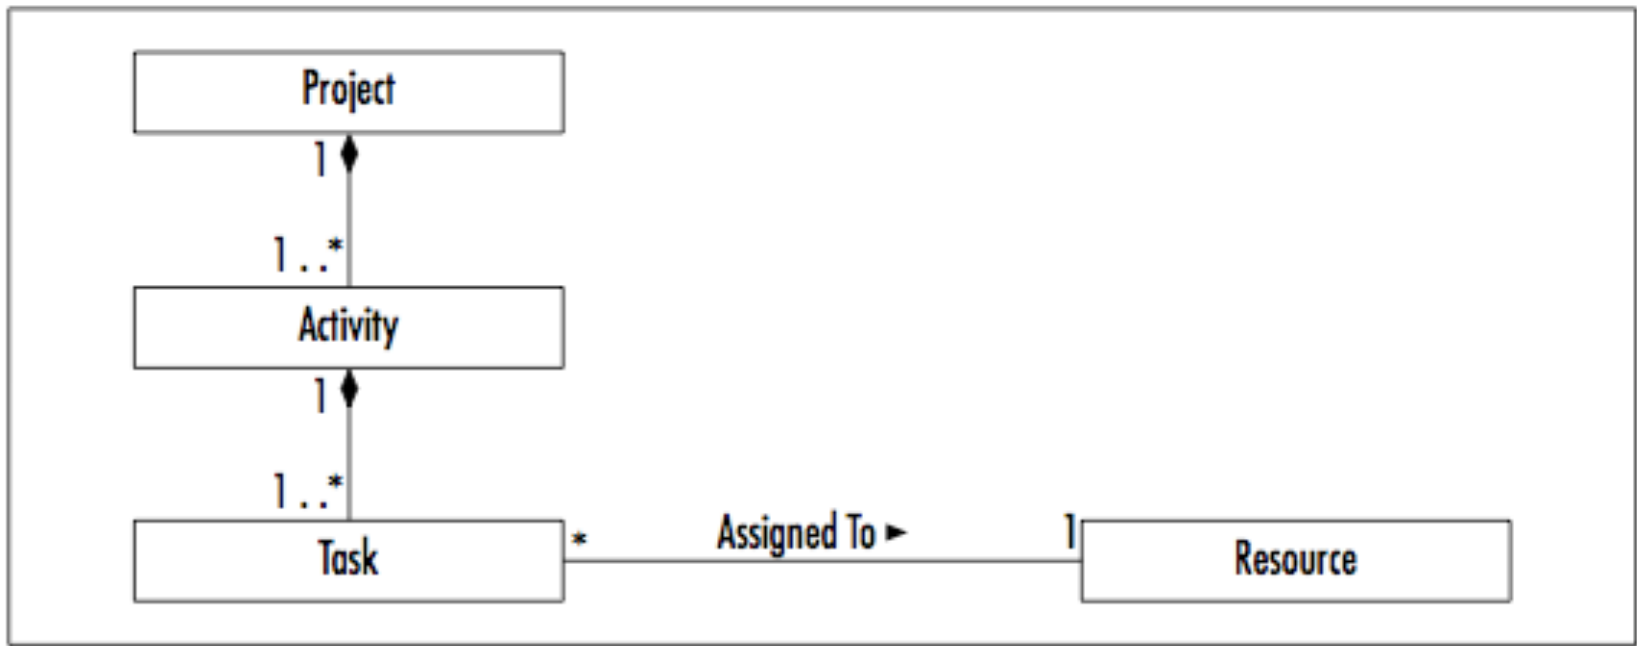 Project
1
1..*
Activity
1
1..*
Task
* Assigned To ► 1
Resource